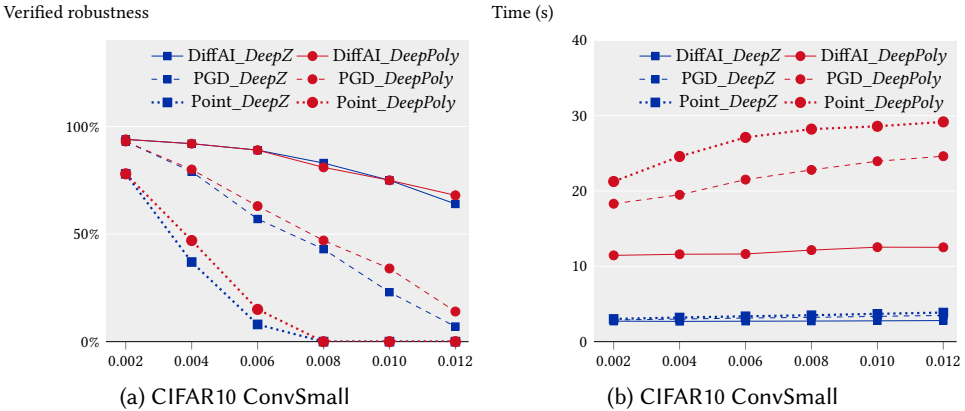 Verified robustness
DiffAI_DeepZ DiffAI_DeepPoly
PGD_DeepZ PGD_DeepPoly
Point_DeepZ Point_DeepPoly
100%
50%
0%
0.002 0.004 0.006 0.008 0.010 0.012
(a) CIFAR10 ConvSmall
Time (s)
40
DiffAI_DeepZ DiffAI_DeepPoly
PGD_DeepZ PGD_DeepPoly
Point_DeepZ Point_DeepPoly
30
20
10
0
0.002 0.004 0.006 0.008 0.010 0.012
(b) CIFAR10 ConvSmall